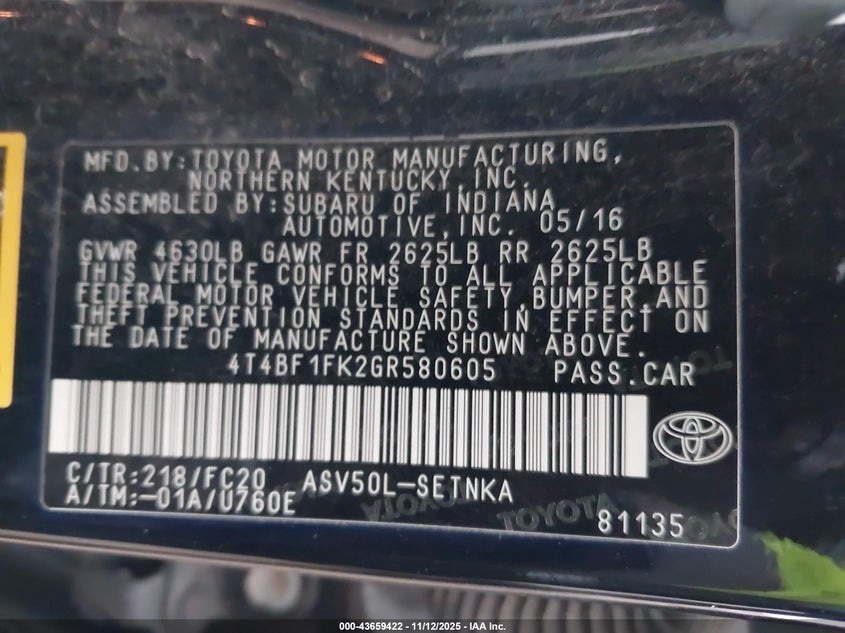 MFD.BY:TOYOTA MOTOR MANUFACTURING,
NORTHERN KENTUCKY,INC.
ASSEMBLED BY:SUBARU OF INDIANA
AUTOMOTIVE,INC. 05/16
GVWR 4630LB GAWR FR 2625LB RR 2625LB
THIS VEHICLE CONFORMS TO ALL APPLICABLE
FEDERAL MOTOR VEHICLE SAFETY,BUMPER,AND
THEFT PREVENTION STANDARDS IN EFFECT ON
THE DATE OF MANUFACTURE SHOWN ABOVE.
4T4BF1FK2GR580605 PASS.CAR
C/TR:218/FC20 ASV50L-SETNKA
A/TM:-01A/U760E
TOYOTA TOYOTA
81135
000-43659422 - 11/12/2025 - IAA Inc.